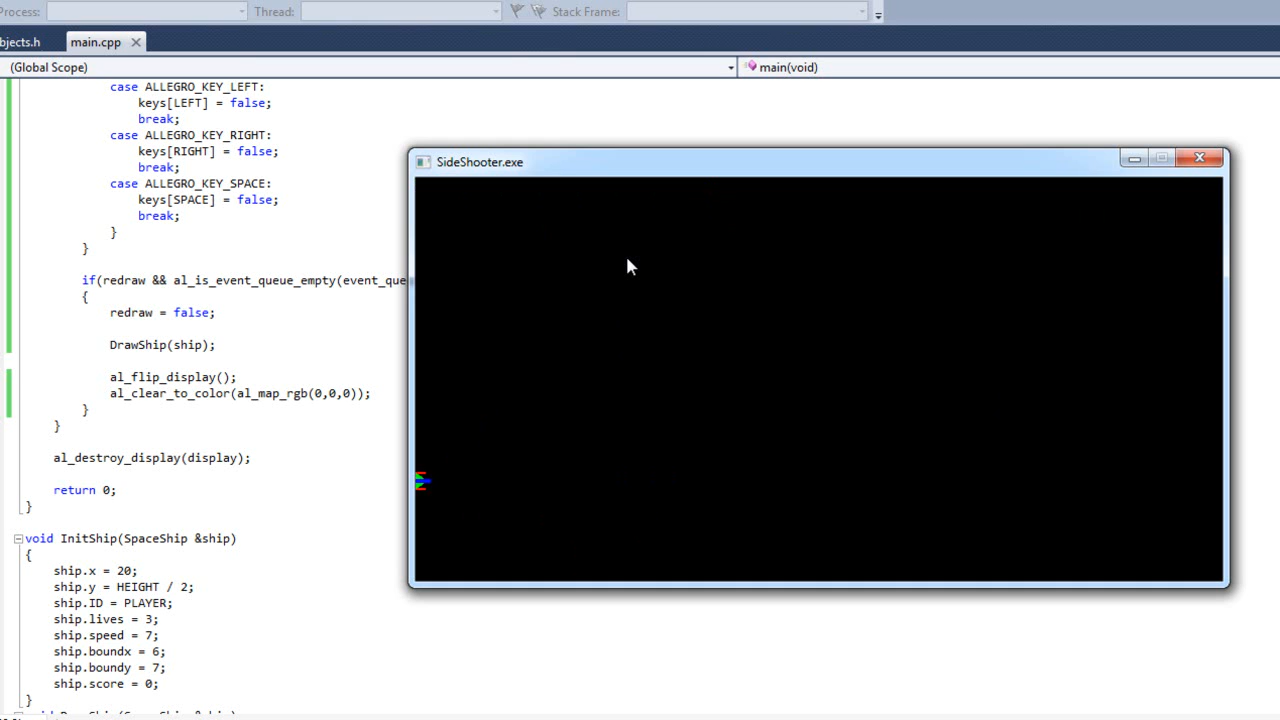 Process: Thread: Stack Frame:
bjects.h main.cpp
(Global Scope) main(void)
case ALLEGRO_KEY_LEFT:
keys[LEFT] = false;
break;
case ALLEGRO_KEY_RIGHT:
keys[RIGHT] = false;
break;
case ALLEGRO_KEY_SPACE:
keys[SPACE] = false;
break;
}
}
if(redraw && al_is_event_queue_empty(event_que
{
redraw = false;
DrawShip(ship);
al_flip_display();
al_clear_to_color(al_map_rgb(0,0,0));
}
}
al_destroy_display(display);
return 0;
}
void InitShip(SpaceShip &ship)
{
ship.x = 20;
ship.y = HEIGHT / 2;
ship.ID = PLAYER;
ship.lives = 3;
ship.speed = 7;
ship.boundx = 6;
ship.boundy = 7;
ship.score = 0;
}
SideShooter.exe